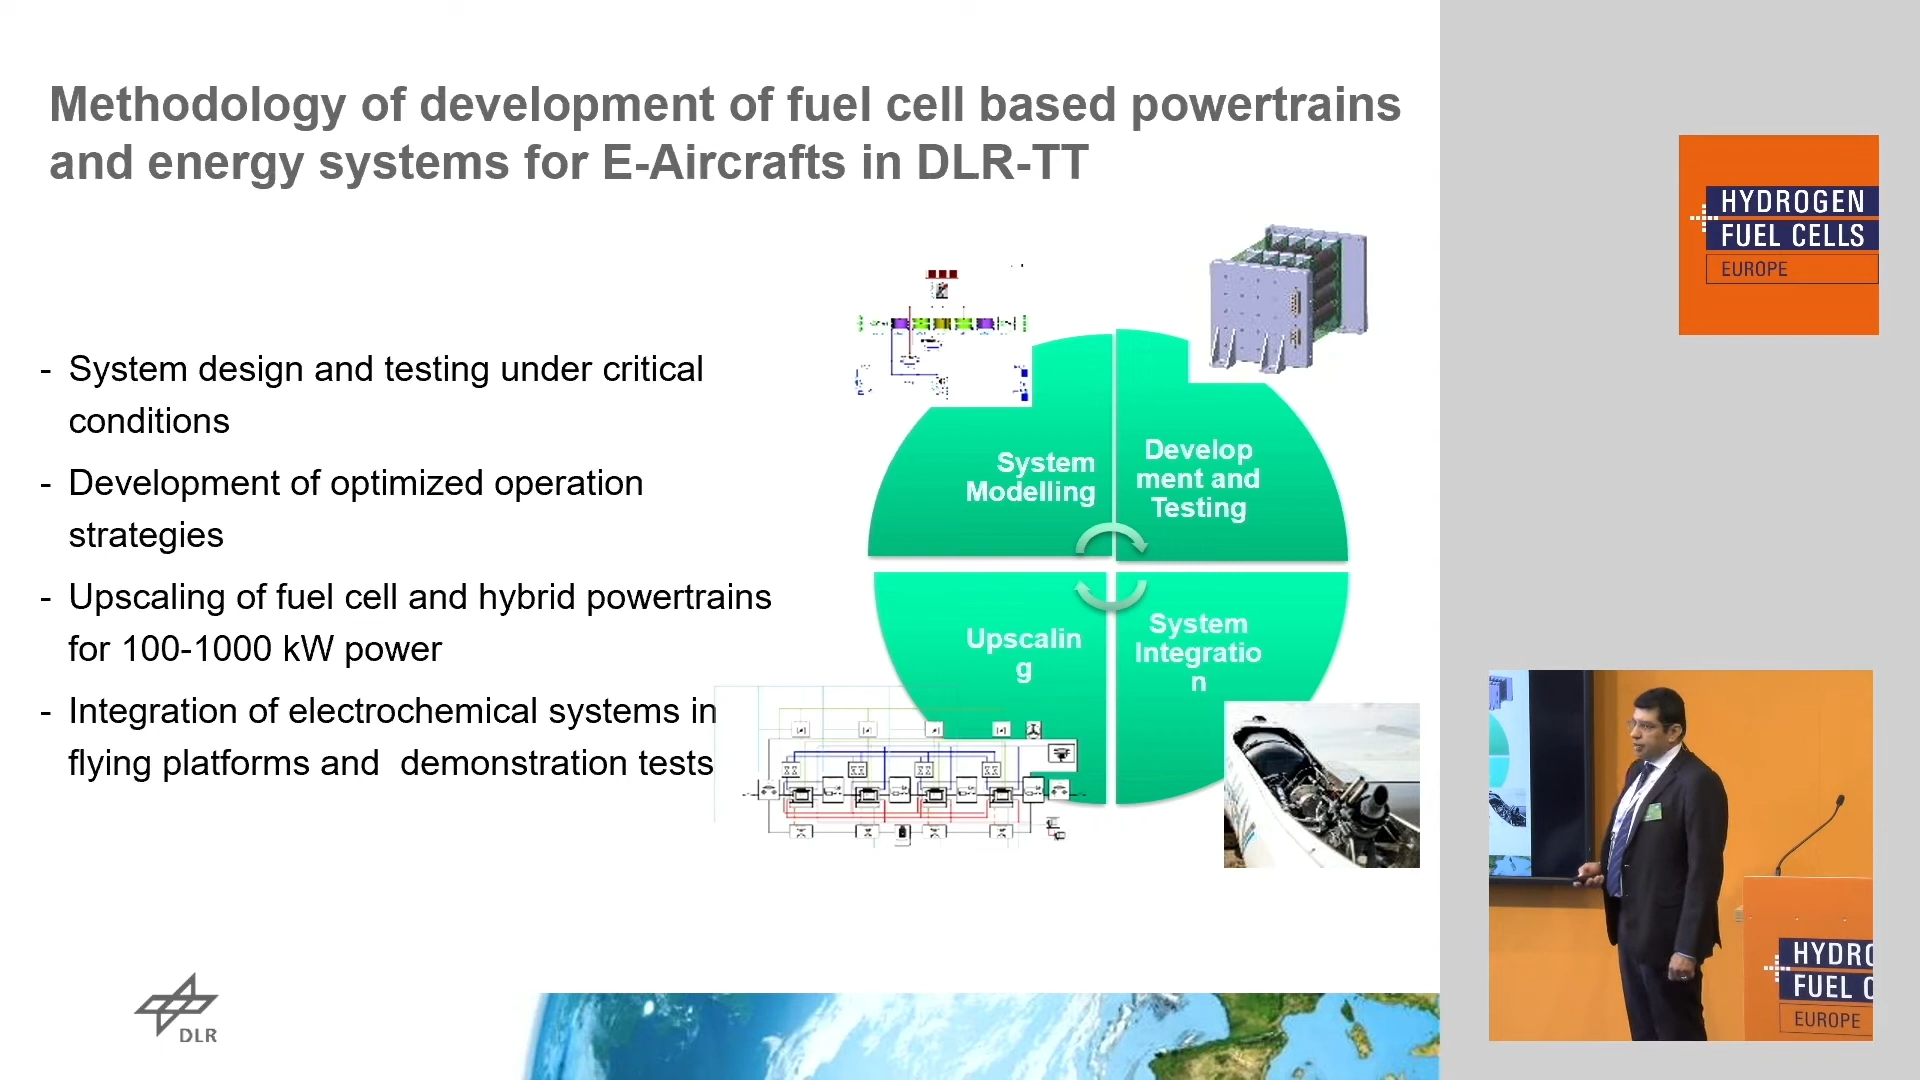 Methodology of development of fuel cell based powertrains
and energy systems for E-Aircrafts in DLR-TT
- System design and testing under critical
conditions
- Development of optimized operation
strategies
- Upscaling of fuel cell and hybrid powertrains
for 100-1000 kW power
- Integration of electrochemical systems in
flying platforms and  demonstration tests
System
Modelling
Develop
ment and
Testing
Upscalin
g
System
Integratio
n
DLR
HYDROGEN
FUEL CELLS
EUROPE
HYDRO
FUEL C
EUROPE